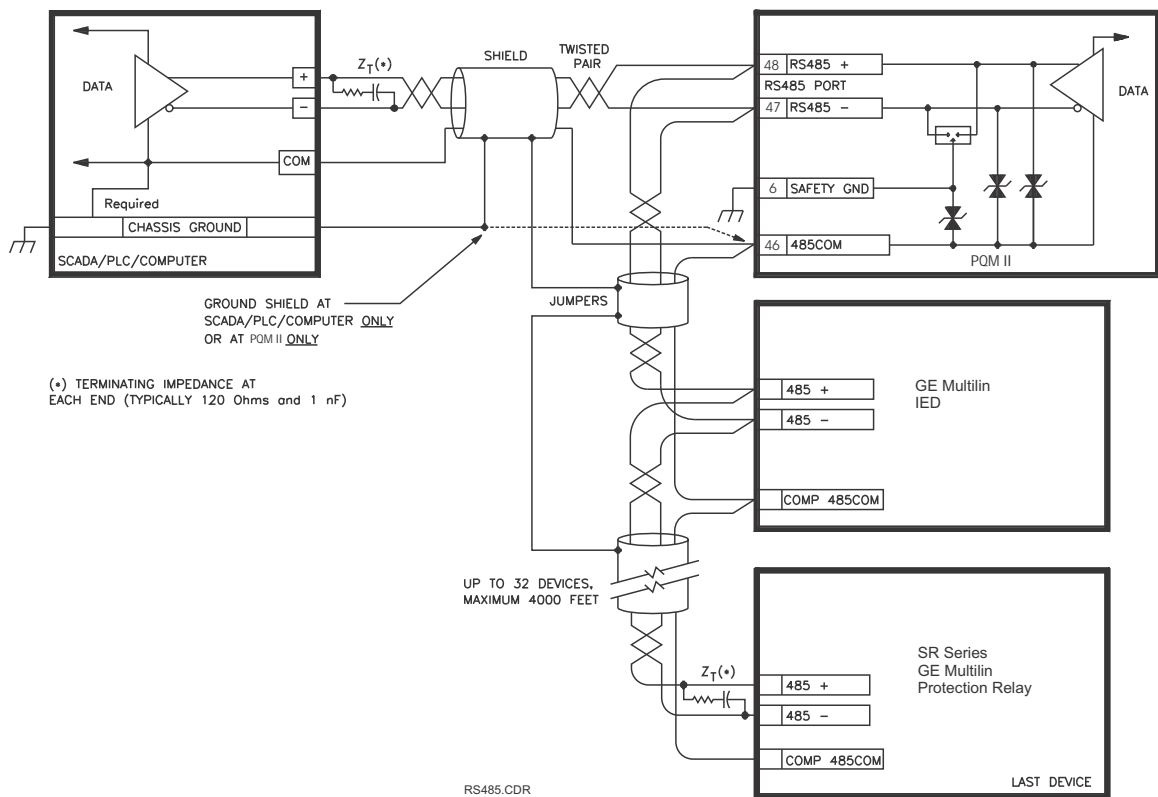 DATA
+
−
COM
Required
CHASSIS GROUND
SCADA/PLC/COMPUTER
Z_T(*)
SHIELD
TWISTED
PAIR
48 RS485 +
RS485 PORT
47 RS485 -
6 SAFETY GND
46 485COM
DATA
PQM II
GROUND SHIELD AT
SCADA/PLC/COMPUTER ONLY
OR AT PQM II ONLY
JUMPERS
(*) TERMINATING IMPEDANCE AT
EACH END (TYPICALLY 120 Ohms and 1 nF)
485 +
485 -
COMP 485COM
GE Multilin
IED
UP TO 32 DEVICES,
MAXIMUM 4000 FEET
Z_T(*)
485 +
485 -
COMP 485COM
SR Series
GE Multilin
Protection Relay
LAST DEVICE
RS485.CDR